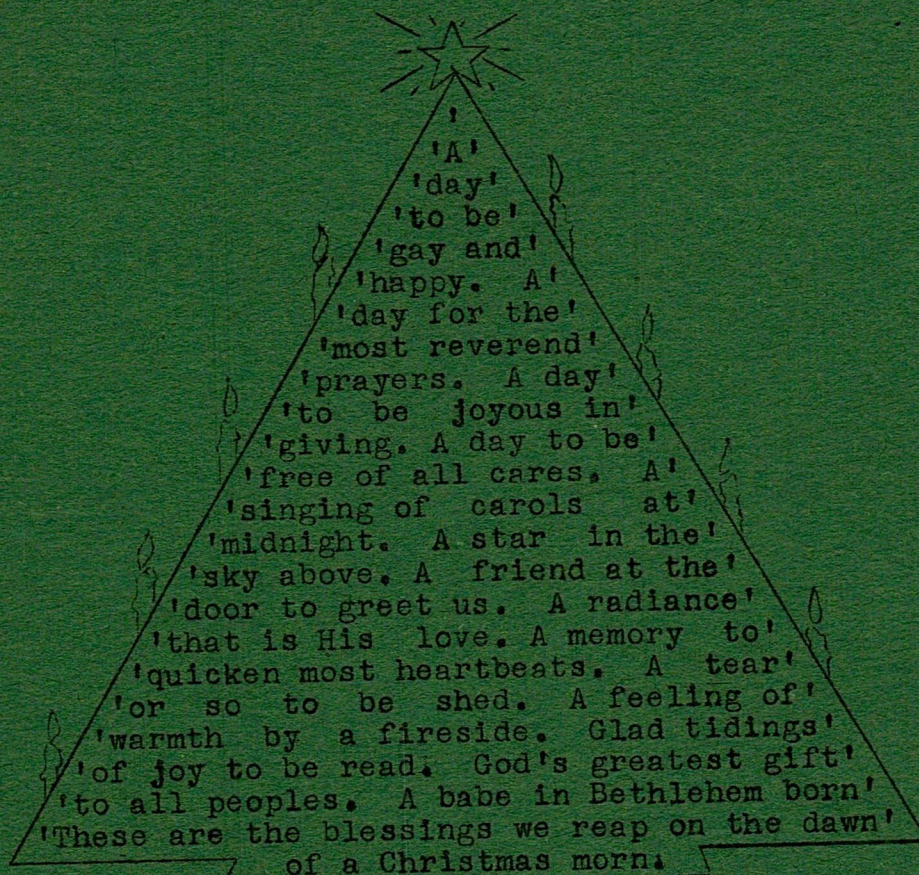 '
'A'
'day'
'to be'
'gay and'
'happy. A'
'day for the'
'most reverend'
'prayers. A day'
'to be joyous in'
'giving. A day to be'
'free of all cares. A'
'singing of carols at'
'midnight. A star in the'
'sky above. A friend at the'
'door to greet us. A radiance'
'that is His love. A memory to'
'quicken most heartbeats. A tear'
'or so to be shed. A feeling of'
'warmth by a fireside. Glad tidings'
'of joy to be read. God's greatest gift'
'to all peoples. A babe in Bethlehem born'
'These are the blessings we reap on the dawn'
of a Christmas morn.